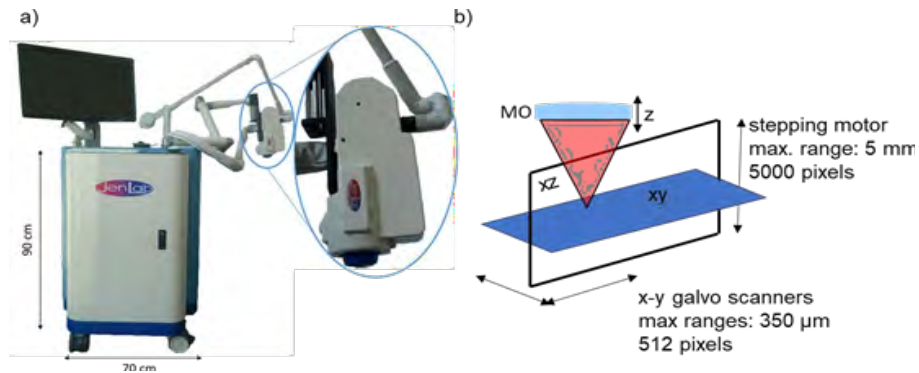 a)
JenLab
90 cm
70 cm
b)
MO
z
xz
xy
stepping motor
max. range: 5 mm
5000 pixels
x-y galvo scanners
max ranges: 350 µm
512 pixels